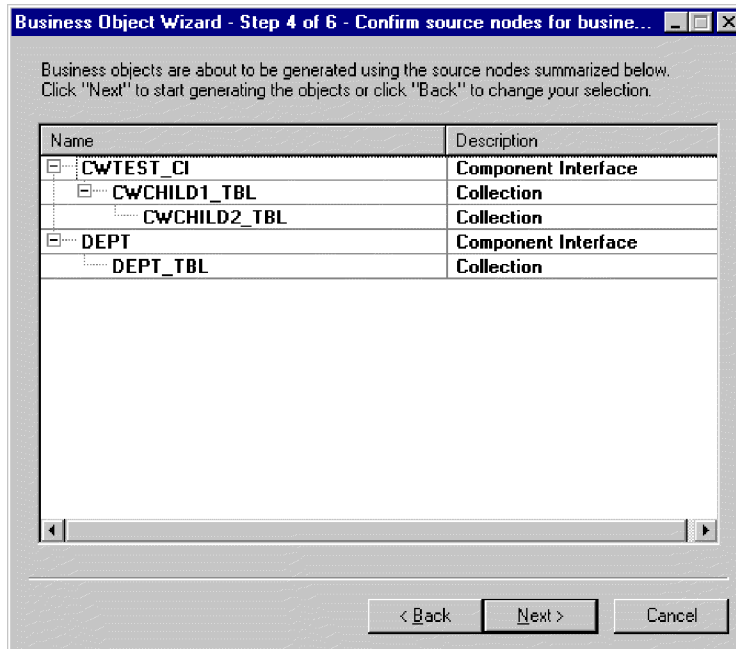 Business Object Wizard - Step 4 of 6 - Confirm source nodes for busine...
Business objects are about to be generated using the source nodes summarized below.
Click "Next" to start generating the objects or click "Back" to change your selection.
Name Description
CWTEST_CI Component Interface
CWCHILD1_TBL Collection
CWCHILD2_TBL Collection
DEPT Component Interface
DEPT_TBL Collection
< Back Next > Cancel